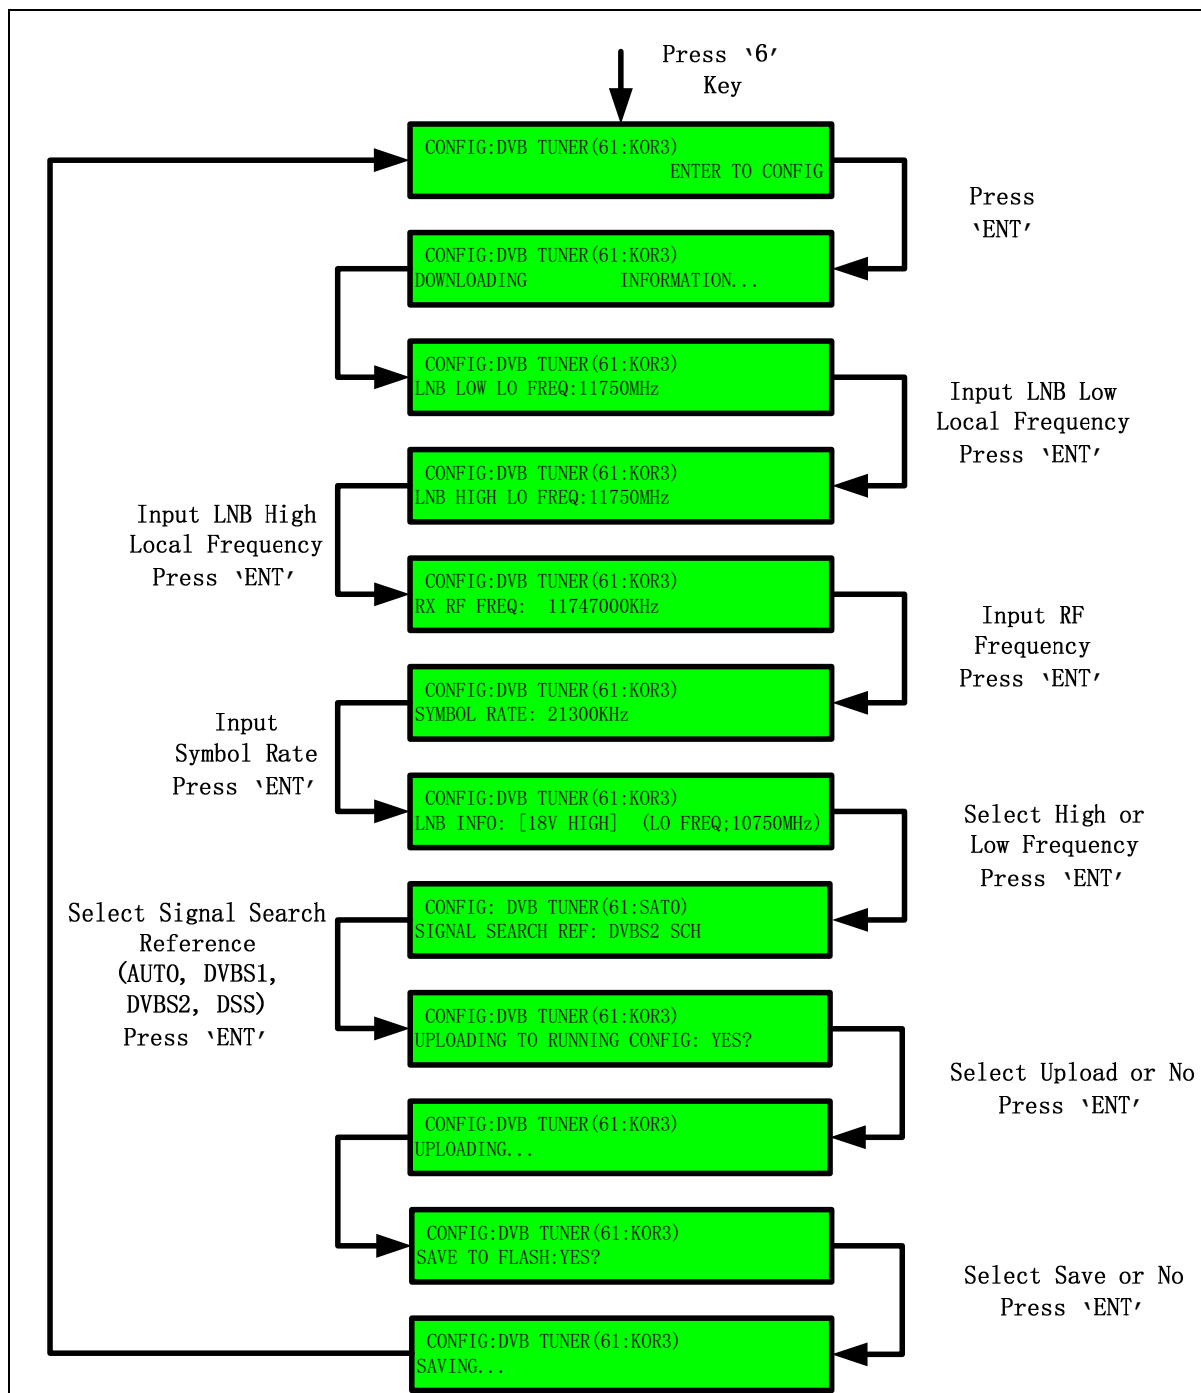 Press ‵6′
Key
CONFIG:DVB TUNER(61:KOR3)
ENTER TO CONFIG
Press
‵ENT′
CONFIG:DVB TUNER(61:KOR3)
DOWNLOADING INFORMATION...
CONFIG:DVB TUNER(61:KOR3)
LNB LOW LO FREQ:11750MHz
Input LNB Low
Local Frequency
Press ‵ENT′
CONFIG:DVB TUNER(61:KOR3)
LNB HIGH LO FREQ:11750MHz
Input LNB High
Local Frequency
Press ‵ENT′
CONFIG:DVB TUNER(61:KOR3)
RX RF FREQ: 11747000KHz
Input RF
Frequency
Press ‵ENT′
CONFIG:DVB TUNER(61:KOR3)
SYMBOL RATE: 21300KHz
Input
Symbol Rate
Press ‵ENT′
CONFIG:DVB TUNER(61:KOR3)
LNB INFO: [18V HIGH] (LO FREQ;10750MHz)
Select High or
Low Frequency
Press ‵ENT′
CONFIG: DVB TUNER(61:SAT0)
SIGNAL SEARCH REF: DVBS2 SCH
Select Signal Search
Reference
(AUTO, DVBS1,
DVBS2, DSS)
Press ‵ENT′
CONFIG:DVB TUNER(61:KOR3)
UPLOADING TO RUNNING CONFIG: YES?
Select Upload or No
Press ‵ENT′
CONFIG:DVB TUNER(61:KOR3)
UPLOADING...
CONFIG:DVB TUNER(61:KOR3)
SAVE TO FLASH:YES?
Select Save or No
Press ‵ENT′
CONFIG:DVB TUNER(61:KOR3)
SAVING...